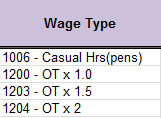 Wage Type
1006 - Casual Hrs(pens)
1200 - OT x 1.0
1203 - OT x 1.5
1204 - OT x 2